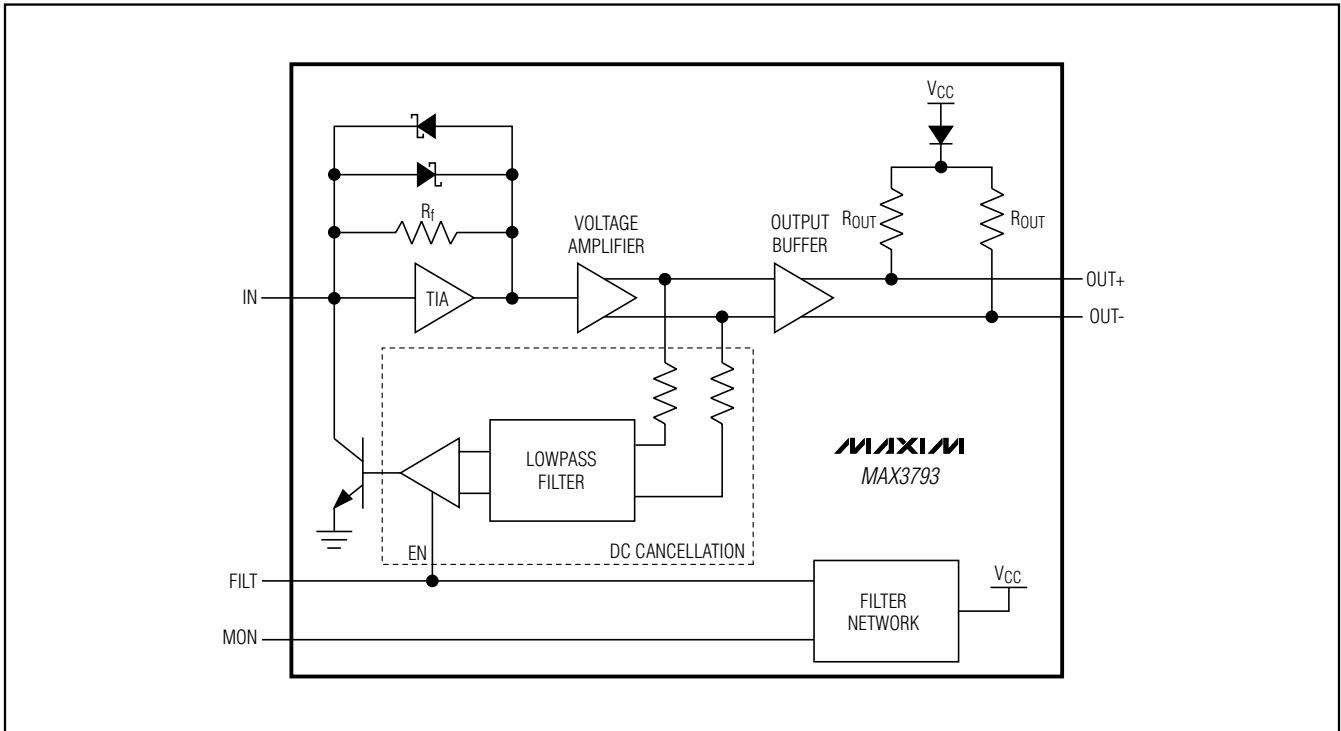 VCC
Rf
VOLTAGE
AMPLIFIER
OUTPUT
BUFFER
ROUT
ROUT
IN
TIA
OUT+
OUT-
LOWPASS
FILTER
MAXIM
MAX3793
EN
DC CANCELLATION
FILT
MON
FILTER
NETWORK
VCC